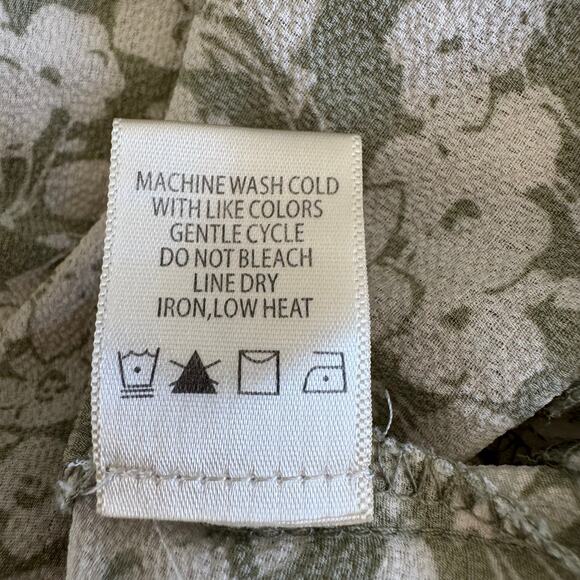 MACHINE WASH COLD
WITH LIKE COLORS
GENTLE CYCLE
DO NOT BLEACH
LINE DRY
IRON,LOW HEAT